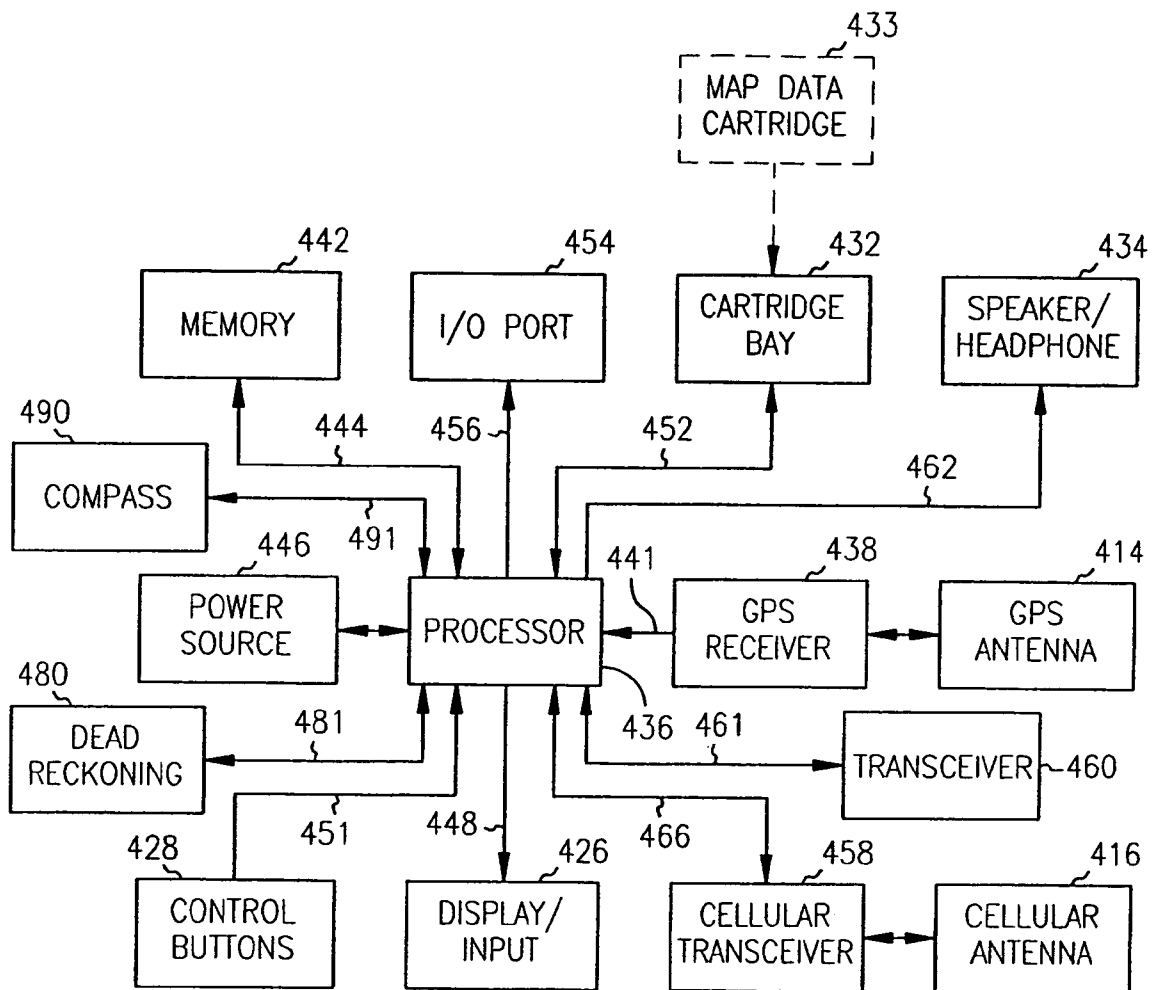 433
MAP DATA
CARTRIDGE
442
454
432
434
MEMORY
I/O PORT
CARTRIDGE
BAY
SPEAKER/
HEADPHONE
490
444
456
452
462
COMPASS
491
446
441
438
414
POWER
SOURCE
PROCESSOR
GPS
RECEIVER
GPS
ANTENNA
480
436
DEAD
RECKONING
481
461
TRANSCEIVER
460
451
448
466
428
426
458
416
CONTROL
BUTTONS
DISPLAY/
INPUT
CELLULAR
TRANSCEIVER
CELLULAR
ANTENNA